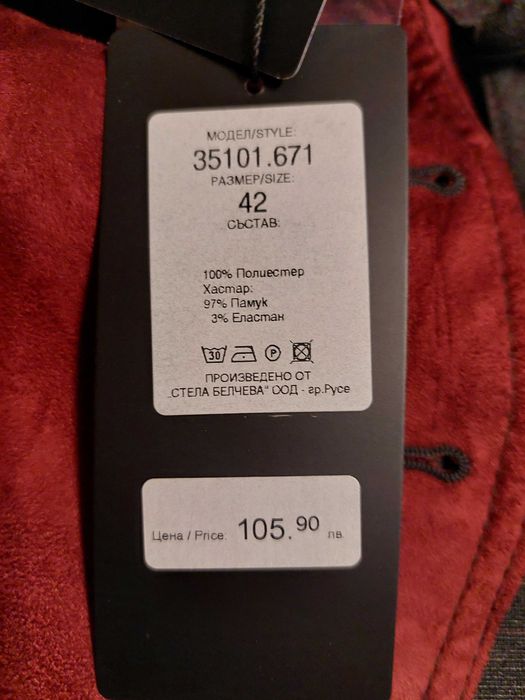 МОДЕЛ/STYLE:
35101.671
РАЗМЕР/SIZE:
42
СЪСТАВ:
100% Полиестер
Хастар:
97% Памук
3% Еластан
30 P
ПРОИЗВЕДЕНО ОТ
„СТЕЛА БЕЛЧЕВА" ООД - гр.Русе
Цена / Price: 105.90 лв